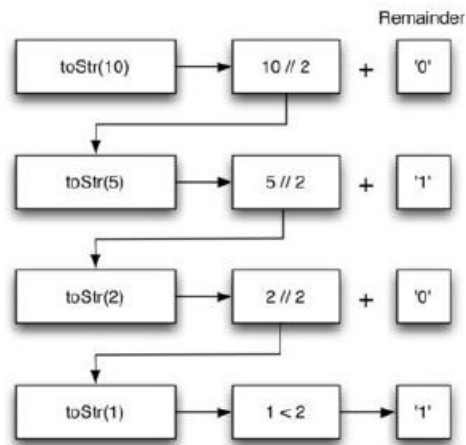 Remainder
toStr(10) 10 // 2 + '0'
toStr(5) 5 // 2 + '1'
toStr(2) 2 // 2 + '0'
toStr(1) 1 < 2 '1'